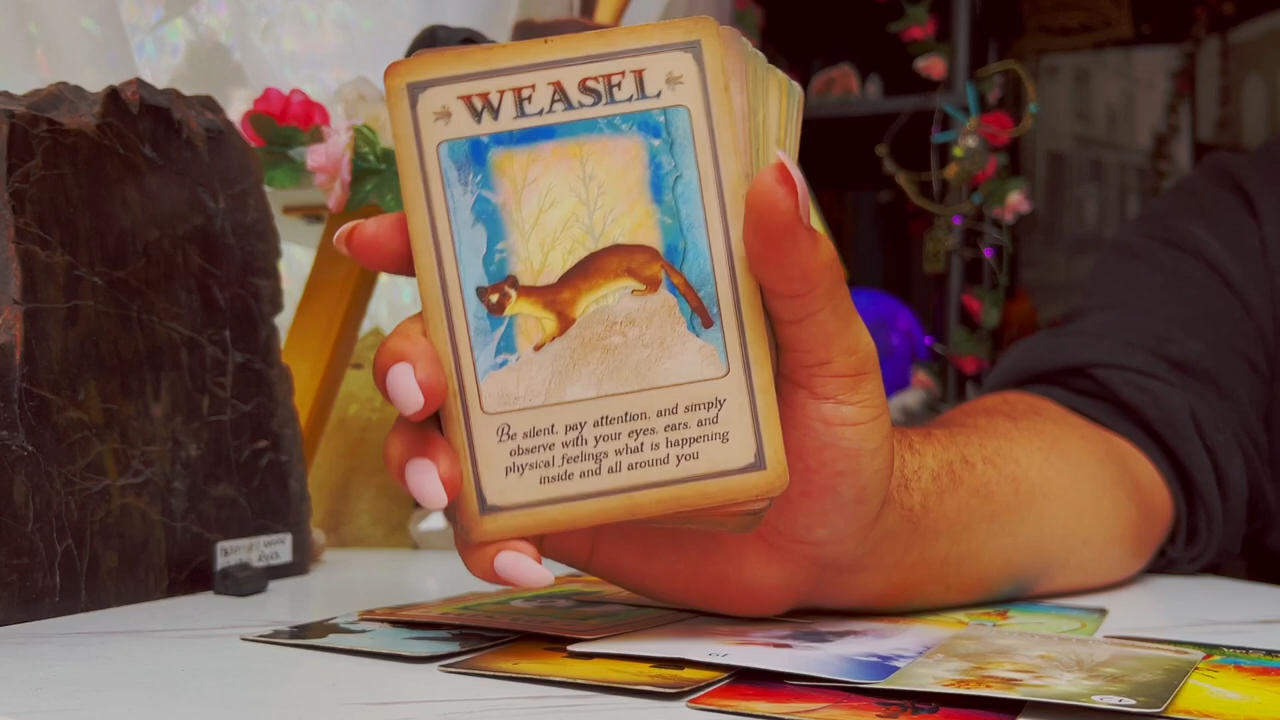 WEASEL
Be silent, pay attention, and simply
observe with your eyes, ears, and
physical feelings what is happening
inside and all around you